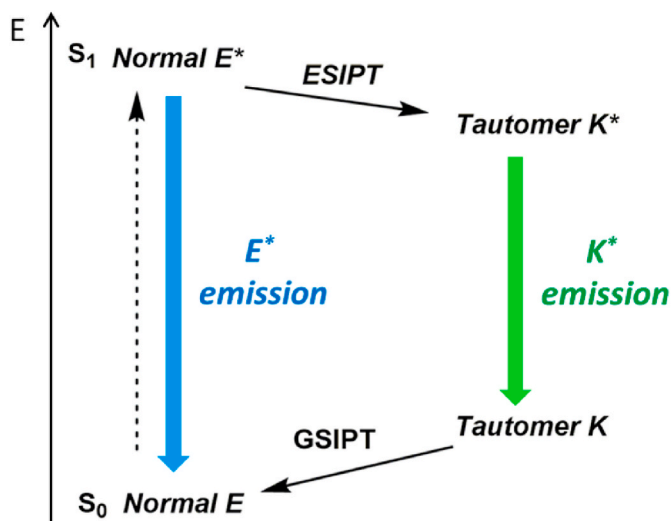 E
S₁ Normal E*
ESIPT
Tautomer K*
E*
emission
K*
emission
Tautomer K
GSIPT
S₀ Normal E